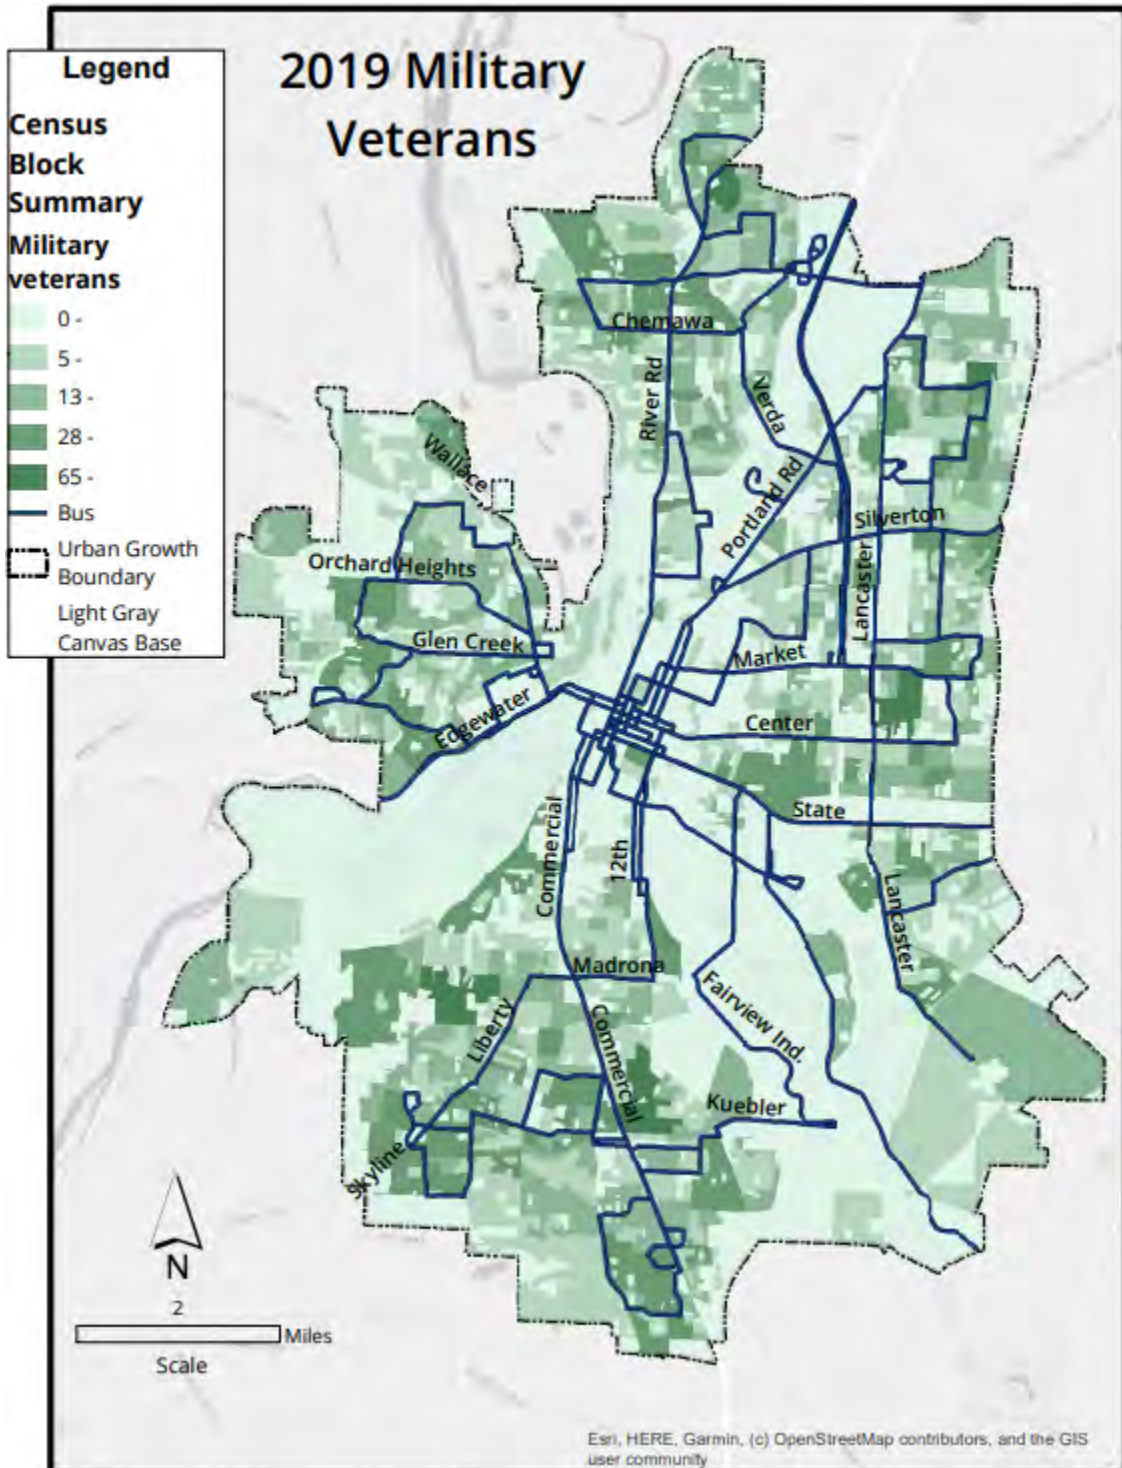 2019 Military
Veterans
Legend
Census
Block
Summary
Military
veterans
0 -
5 -
13 -
28 -
65 -
Bus
Urban Growth
Boundary
Light Gray
Canvas Base
Chemawa
River Rd
Verda
Wallace
Portland Rd
Silverton
Orchard Heights
Lancaster
Glen Creek
Market
Edgewater
Center
State
Commercial
12th
Lancaster
Madrona
Fairview Ind.
Liberty
Commercial
Kuebler
Skyline
N
2
Miles
Scale
Esri, HERE, Garmin, (c) OpenStreetMap contributors, and the GIS
user community